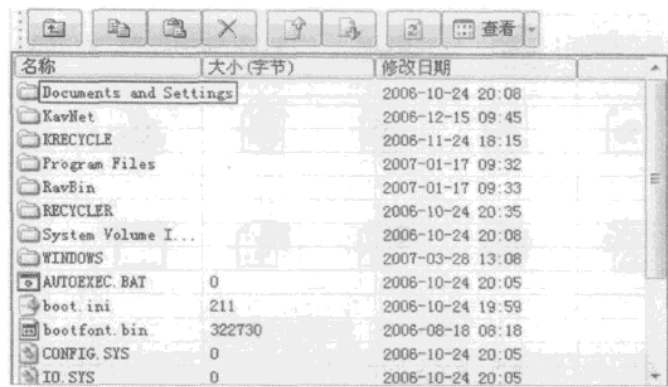 查看
名称 大小(字节) 修改日期
Documents and Settings 2006-10-24 20:08
KavNet 2006-12-15 09:45
KRECYCLE 2006-11-24 18:15
Program Files 2007-01-17 09:32
RavBin 2007-01-17 09:33
RECYCLER 2006-10-24 20:35
System Volume I... 2006-10-24 20:08
WINDOWS 2007-03-28 13:08
AUTOEXEC.BAT 0 2006-10-24 20:05
boot.ini 211 2006-10-24 19:59
bootfont.bin 322730 2006-08-18 08:18
CONFIG.SYS 0 2006-10-24 20:05
IO.SYS 0 2006-10-24 20:05